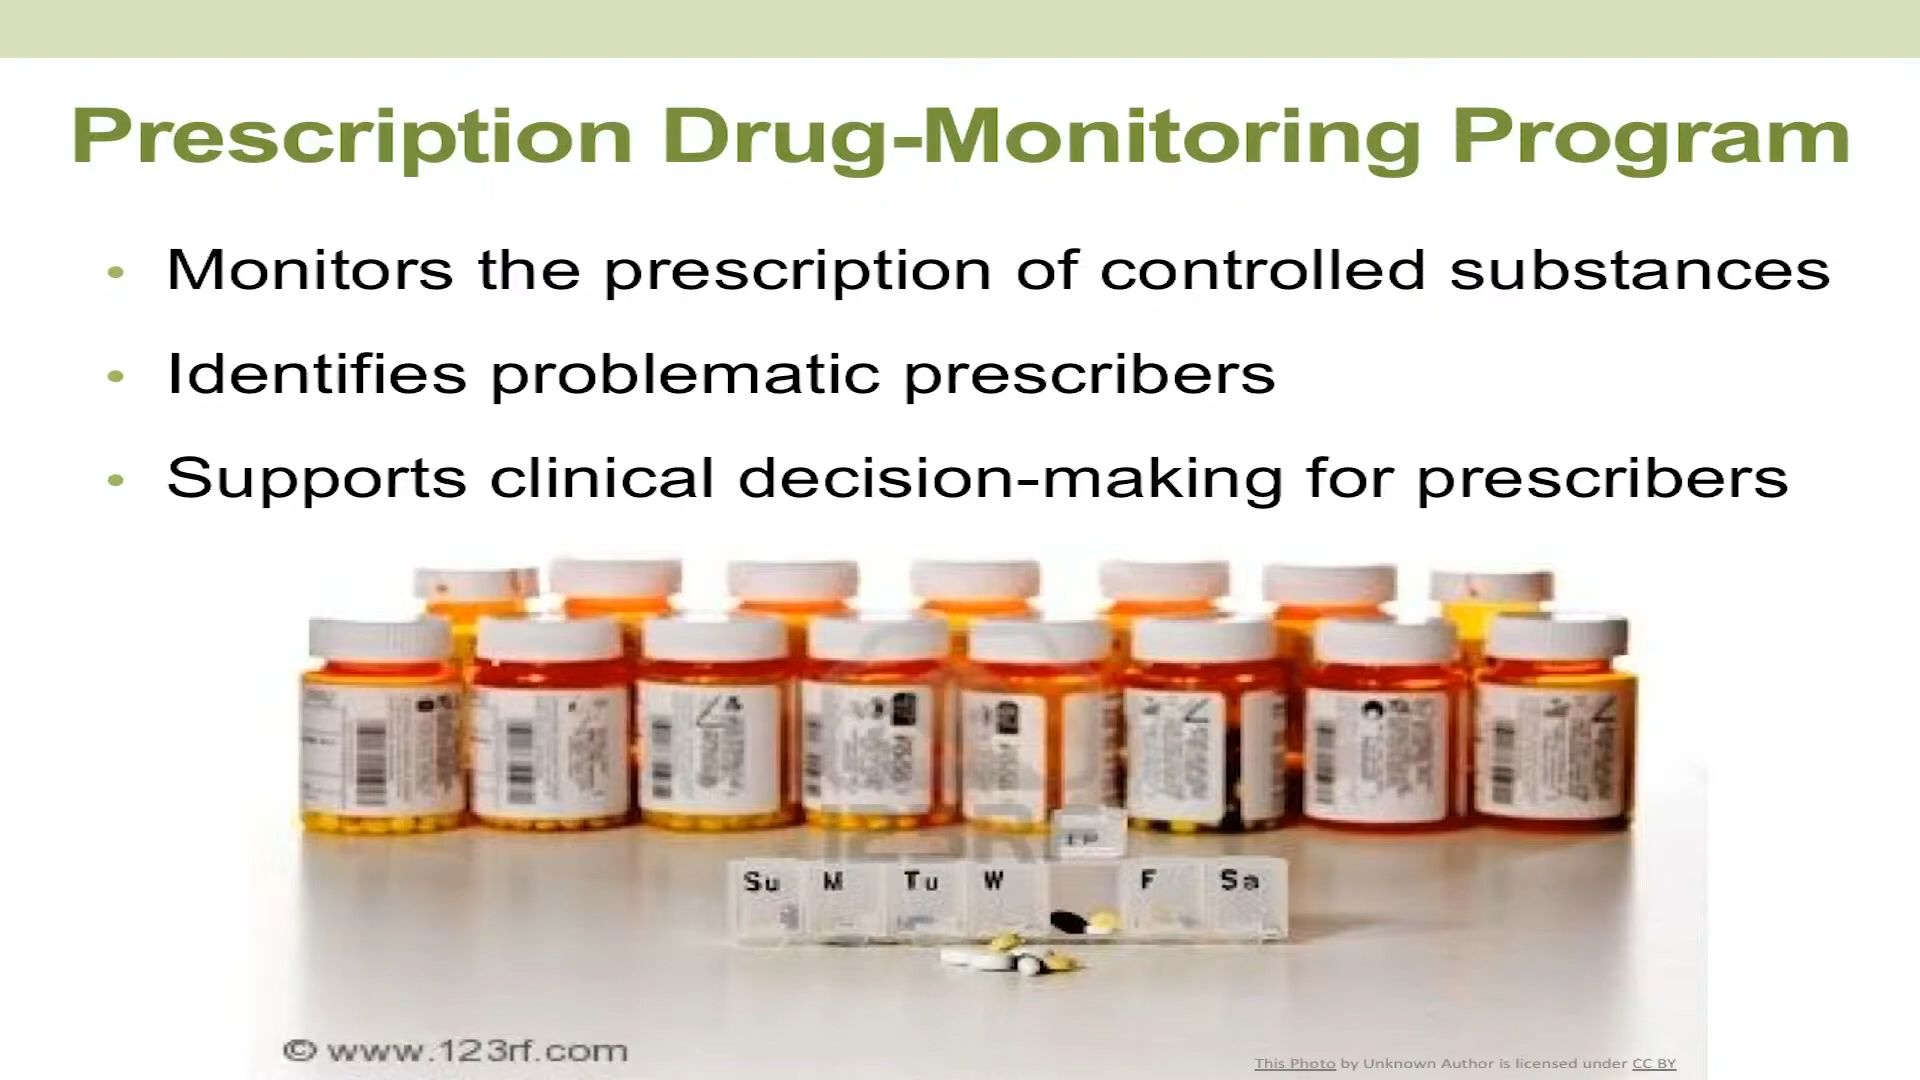 Prescription Drug-Monitoring Program
• Monitors the prescription of controlled substances
• Identifies problematic prescribers
• Supports clinical decision-making for prescribers
123RF
Su M Tu W F Sa
© www.123rf.com
This Photo by Unknown Author is licensed under CC BY